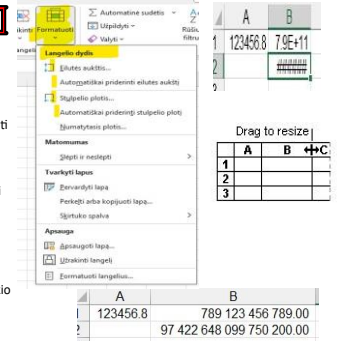 Automatinė sudėtis
Formatuoti
Užpildyti
Valyti
Langelio dydis
Eilutės aukštis...
Automatiškai priderinti eilutės aukštį
Stulpelio plotis...
Automatiškai priderinti stulpelio plotį
Numatytasis plotis...
Matomumas
Slėpti ir neslėpti
Tvarkyti lapus
Pervardyti lapą
Perkelti arba kopijuoti lapą...
Skirtuko spalva
Apsauga
Apsaugoti lapą...
Užrakinti langelį
Formatuoti langelius...
A B
1 123456.8 7.9E+11
2 ########
Drag to resize
A B C
1
2
3
A B
123456.8 789 123 456 789.00
97 422 648 099 750 200.00